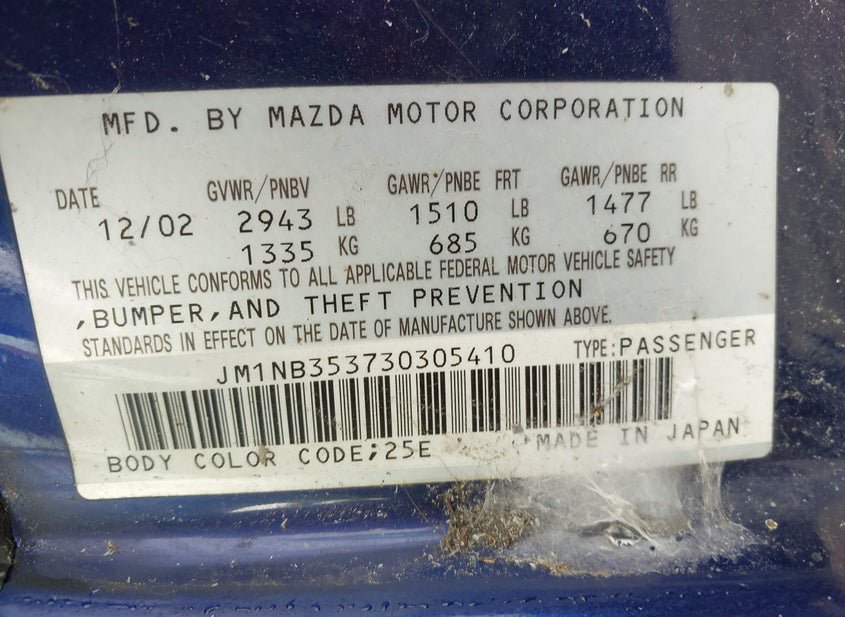 MFD. BY MAZDA MOTOR CORPORATION
DATE GVWR/PNBV GAWR/PNBE FRT GAWR/PNBE RR
12/02 2943 LB 1510 LB 1477 LB
1335 KG 685 KG 670 KG
THIS VEHICLE CONFORMS TO ALL APPLICABLE FEDERAL MOTOR VEHICLE SAFETY
,BUMPER,AND THEFT PREVENTION
STANDARDS IN EFFECT ON THE DATE OF MANUFACTURE SHOWN ABOVE.
JM1NB353730305410 TYPE:PASSENGER
BODY COLOR CODE;25E MADE IN JAPAN